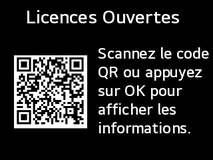 Licences Ouvertes
Scannez le code
QR ou appuyez
sur OK pour
afficher les
informations.